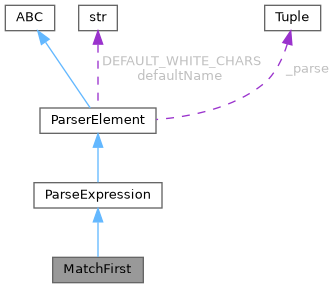 ABC
str
Tuple
DEFAULT_WHITE_CHARS
defaultName
_parse
ParserElement
ParseExpression
MatchFirst